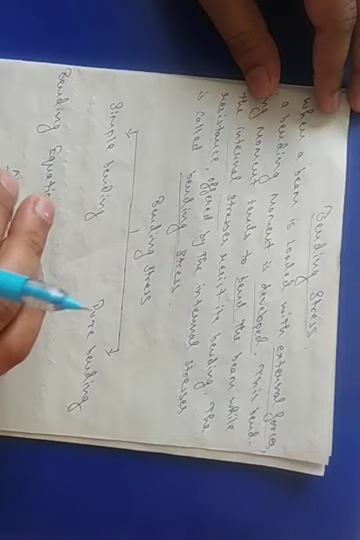 Bending Stress.
When a beam is loaded with external forces,
a bending moment is developed. This bend-
ing moment tends to bend the beam while
the internal stresses resist its bending. The
resistance, offered by the internal stresses
is called bending stress.
Bending Stress
Simple bending Pure bending
Bending Equation